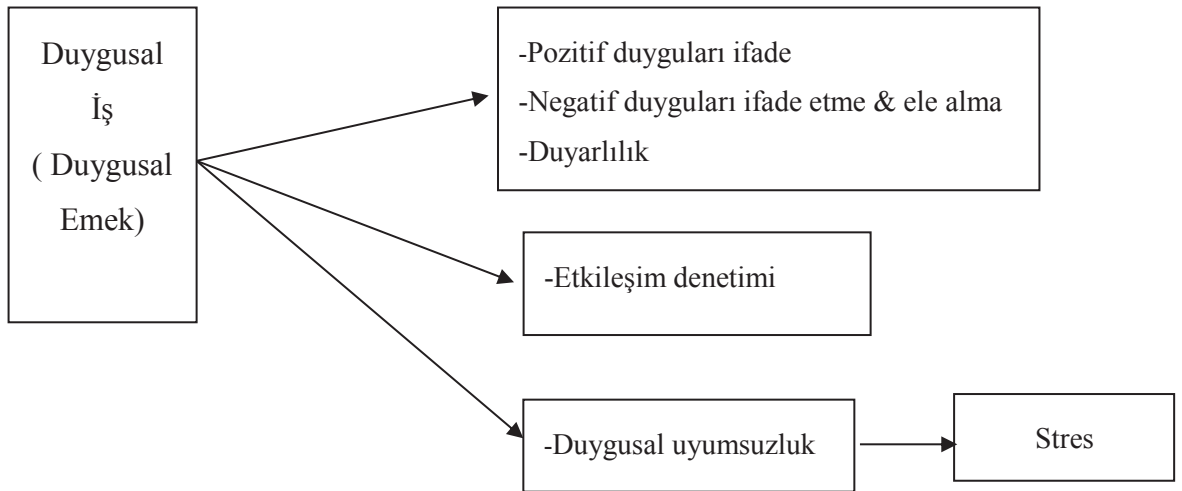 Duygusal
İş
( Duygusal
Emek)
-Pozitif duyguları ifade
-Negatif duyguları ifade etme & ele alma
-Duyarlılık
-Etkileşim denetimi
-Duygusal uyumsuzluk
Stres